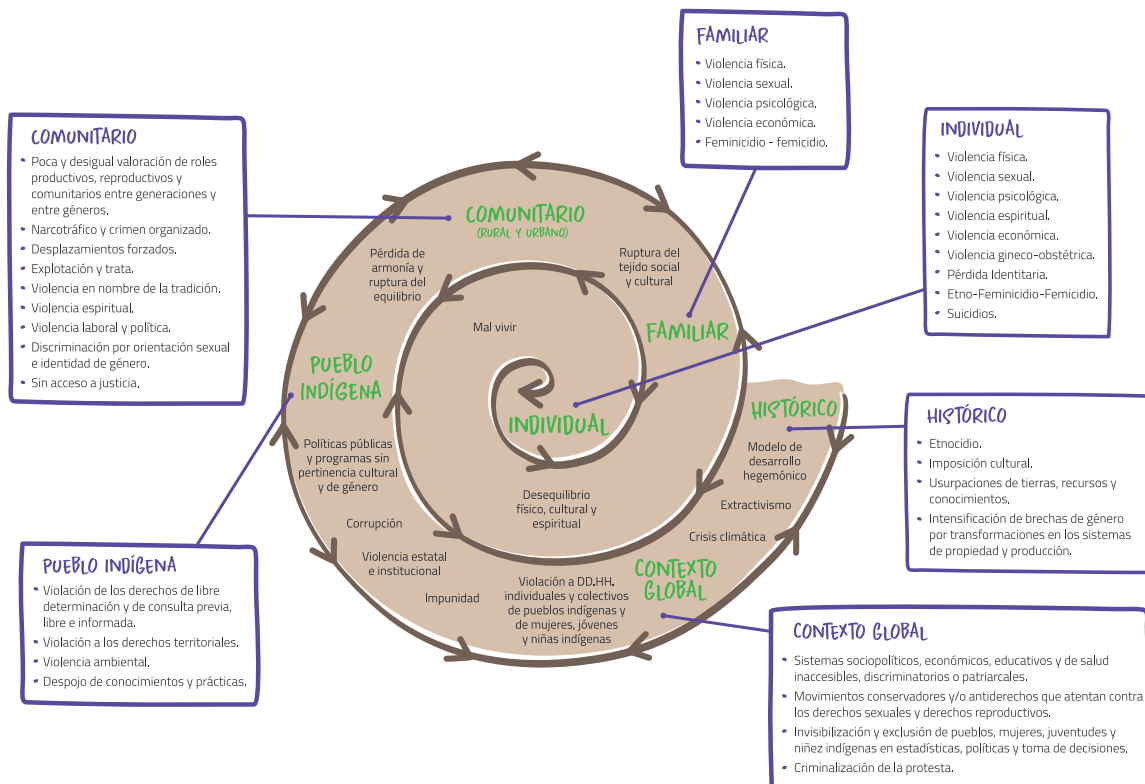 FAMILIAR
• Violencia física.
• Violencia sexual.
• Violencia psicológica.
• Violencia económica.
• Feminicidio - femicidio.
COMUNITARIO
• Poca y desigual valoración de roles
productivos, reproductivos y
comunitarios entre generaciones y
entre géneros.
• Narcotráfico y crimen organizado.
• Desplazamientos forzados.
• Explotación y trata.
• Violencia en nombre de la tradición.
• Violencia espiritual.
• Violencia laboral y política.
• Discriminación por orientación sexual
e identidad de género.
• Sin acceso a justicia.
INDIVIDUAL
• Violencia física.
• Violencia sexual.
• Violencia psicológica.
• Violencia espiritual.
• Violencia económica.
• Violencia gineco-obstétrica.
• Pérdida Identitaria.
• Etno-Feminicidio-Femicidio.
• Suicidios.
COMUNITARIO
(RURAL Y URBANO)
Pérdida de
armonía y
ruptura del
equilibrio
Ruptura del
tejido social
y cultural
Mal vivir
FAMILIAR
PUEBLO
INDÍGENA
INDIVIDUAL
HISTÓRICO
Modelo de
desarrollo
hegemónico
Políticas públicas
y programas sin
pertinencia cultural
y de género
Desequilibrio
físico, cultural y
espiritual
Extractivismo
Corrupción
Crisis climática
Violencia estatal
e institucional
CONTEXTO
GLOBAL
Impunidad
Violación a DD.HH.
individuales y colectivos
de pueblos indígenas y
de mujeres, jóvenes
y niñas indígenas
HISTÓRICO
• Etnocidio.
• Imposición cultural.
• Usurpaciones de tierras, recursos y
conocimientos.
• Intensificación de brechas de género
por transformaciones en los sistemas
de propiedad y producción.
PUEBLO INDÍGENA
• Violación de los derechos de libre
determinación y de consulta previa,
libre e informada.
• Violación a los derechos territoriales.
• Violencia ambiental.
• Despojo de conocimientos y prácticas.
CONTEXTO GLOBAL
• Sistemas sociopolíticos, económicos, educativos y de salud
inaccesibles, discriminatorios o patriarcales.
• Movimientos conservadores y/o antiderechos que atentan contra
los derechos sexuales y derechos reproductivos.
• Invisibilización y exclusión de pueblos, mujeres, juventudes y
niñez indígenas en estadísticas, políticas y toma de decisiones.
• Criminalización de la protesta.